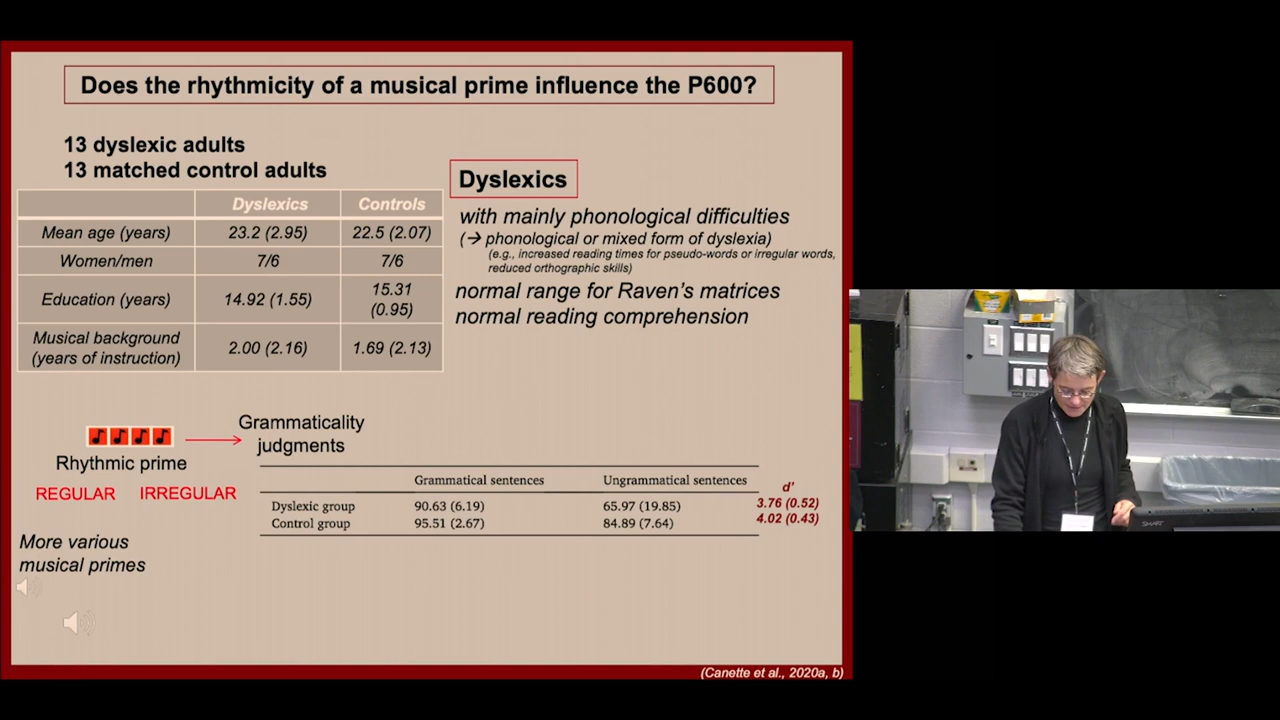 Does the rhythmicity of a musical prime influence the P600?
13 dyslexic adults
13 matched control adults
Dyslexics Controls
Mean age (years) 23.2 (2.95) 22.5 (2.07)
Women/men 7/6 7/6
Education (years) 14.92 (1.55) 15.31 (0.95)
Musical background (years of instruction) 2.00 (2.16) 1.69 (2.13)
Dyslexics
with mainly phonological difficulties
(→ phonological or mixed form of dyslexia)
(e.g., increased reading times for pseudo-words or irregular words,
reduced orthographic skills)
normal range for Raven's matrices
normal reading comprehension
Rhythmic prime
REGULAR IRREGULAR
Grammaticality
judgments
Grammatical sentences Ungrammatical sentences d'
Dyslexic group 90.63 (6.19) 65.97 (19.85) 3.76 (0.52)
Control group 95.51 (2.67) 84.89 (7.64) 4.02 (0.43)
More various
musical primes
(Canette et al., 2020a, b)
SMART